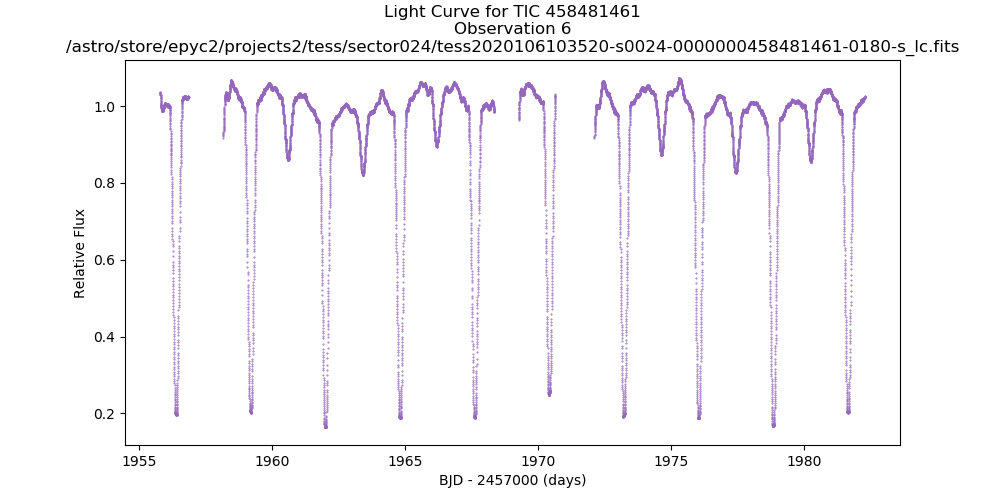 Light Curve for TIC 458481461
Observation 6
/astro/store/epyc2/projects2/tess/sector024/tess2020106103520-s0024-0000000458481461-0180-s_lc.fits
1.0
0.8
0.6
0.4
0.2
Relative Flux
1955 1960 1965 1970 1975 1980
BJD - 2457000 (days)